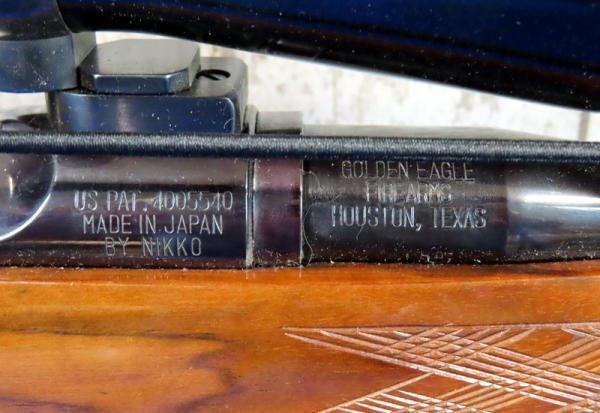 US PAT. 4005540
MADE IN JAPAN
BY NIKKO
GOLDEN EAGLE
FIREARMS
HOUSTON, TEXAS